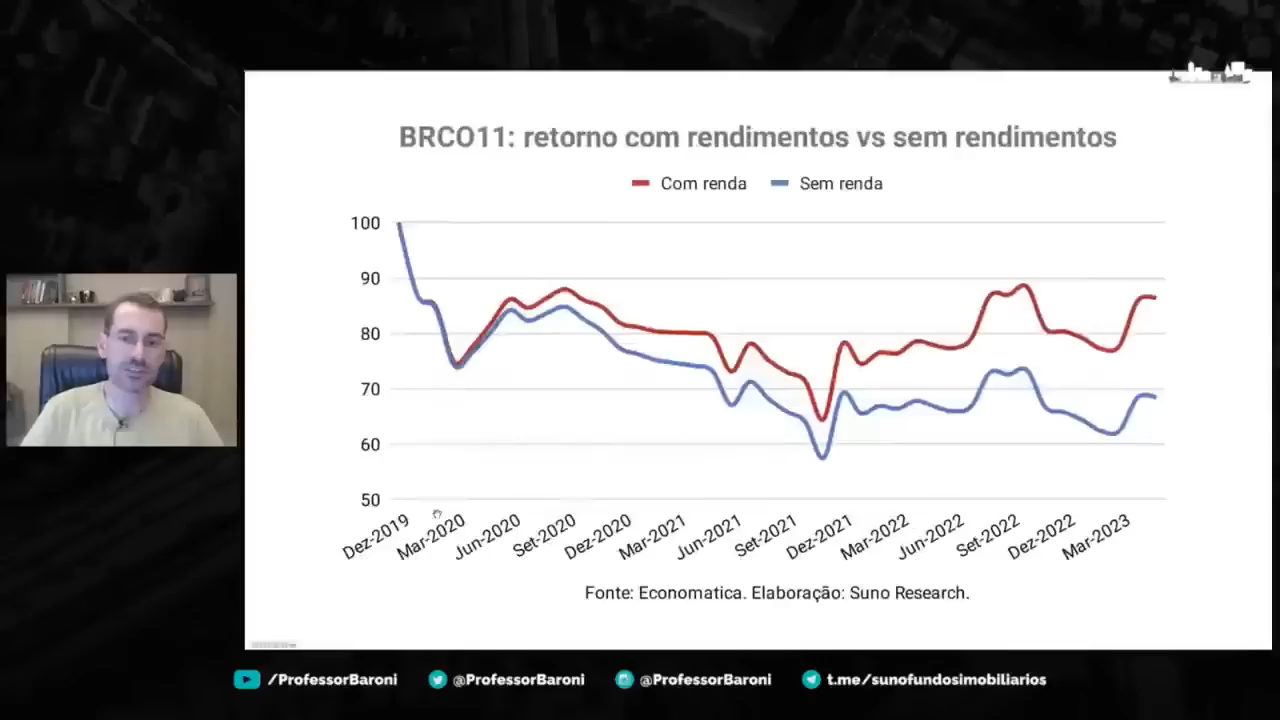 BRCO11: retorno com rendimentos vs sem rendimentos
Com renda
Sem renda
100
90
80
70
60
50
Dez-2019
Mar-2020
Jun-2020
Set-2020
Dez-2020
Mar-2021
Jun-2021
Set-2021
Dez-2021
Mar-2022
Jun-2022
Set-2022
Dez-2022
Mar-2023
Fonte: Economatica. Elaboração: Suno Research.
/ProfessorBaroni
@ProfessorBaroni
@ProfessorBaroni
t.me/sunofundosimobiliarios